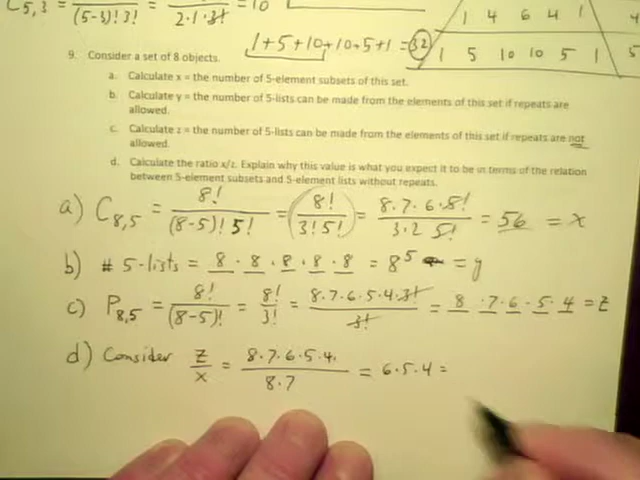 C5,3 = (5-3)! 3! = 2·1·3! = 10
1+5+10+10+5+1 = 32
1 4 6 4 1 4
1 5 10 10 5 1 5
9. Consider a set of 8 objects.
a. Calculate x = the number of 5-element subsets of this set.
b. Calculate y = the number of 5-lists can be made from the elements of this set if repeats are
allowed.
c. Calculate z = the number of 5-lists can be made from the elements of this set if repeats are not
allowed.
d. Calculate the ratio x/z. Explain why this value is what you expect it to be in terms of the relation
between 5-element subsets and 5-element lists without repeats.
a) C8,5 = 8!/(8-5)! 5! = 8!/3! 5! = 8·7·6·5!/3·2 5! = 56 = x
b) # 5-lists = 8 · 8 · 8 · 8 · 8 = 8^5 = y
c) P8,5 = 8!/(8-5)! = 8!/3! = 8·7·6·5·4·3!/3! = 8 · 7 · 6 · 5 · 4 = z
d) Consider z/x = 8·7·6·5·4·/8·7 = 6·5·4 =